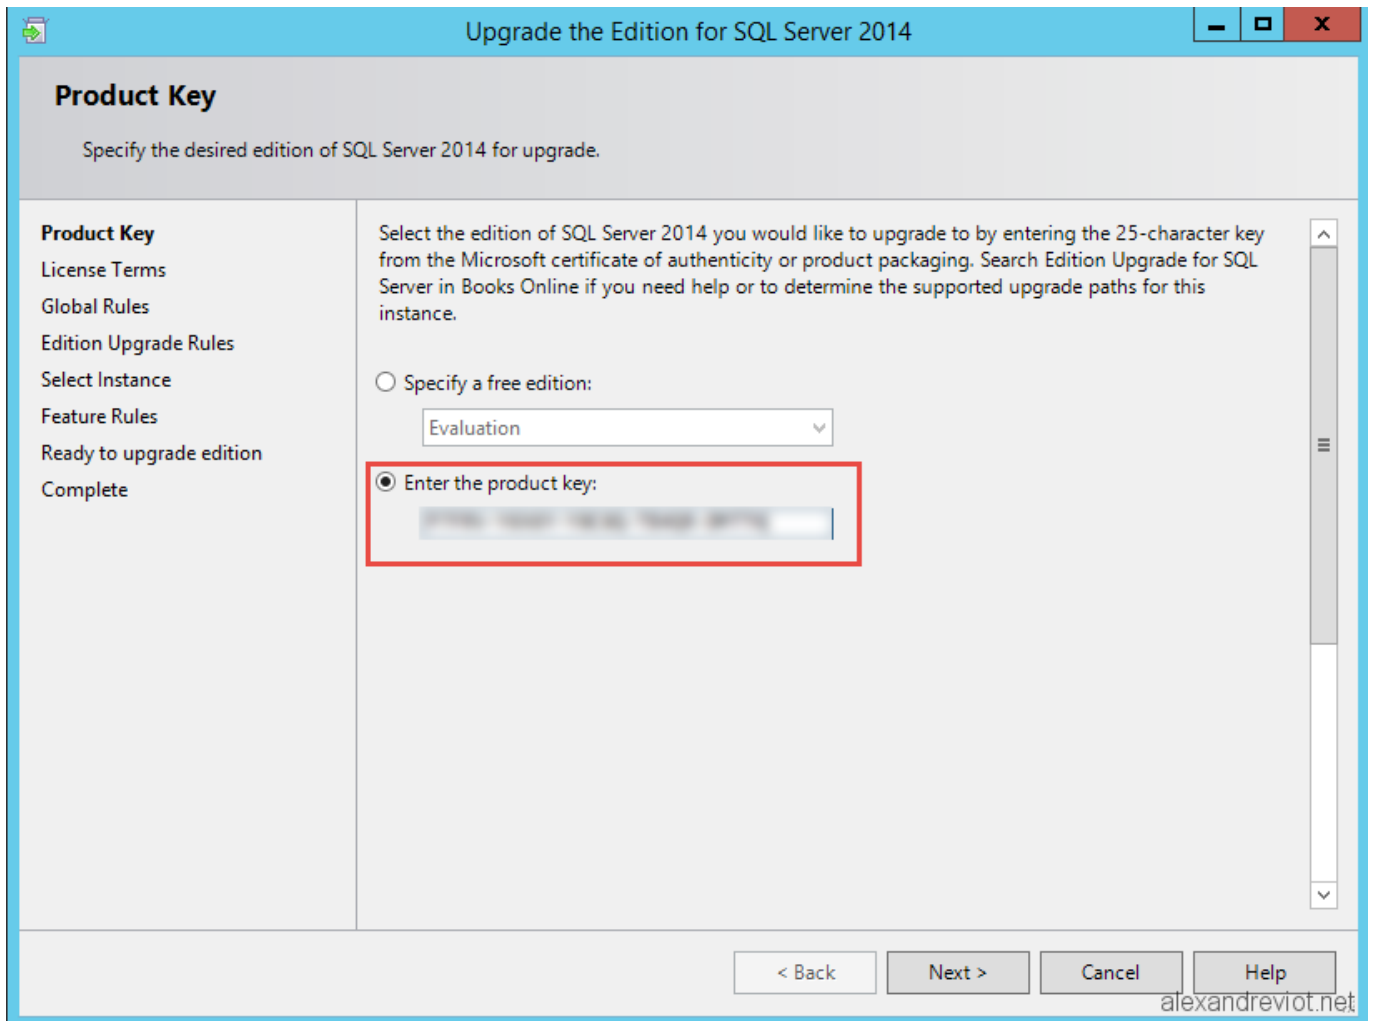 Upgrade the Edition for SQL Server 2014
Product Key
Specify the desired edition of SQL Server 2014 for upgrade.
Product Key
License Terms
Global Rules
Edition Upgrade Rules
Select Instance
Feature Rules
Ready to upgrade edition
Complete
Select the edition of SQL Server 2014 you would like to upgrade to by entering the 25-character key
from the Microsoft certificate of authenticity or product packaging. Search Edition Upgrade for SQL
Server in Books Online if you need help or to determine the supported upgrade paths for this
instance.
Specify a free edition:
Evaluation
Enter the product key:
< Back
Next >
Cancel
Help
alexandreviot.net